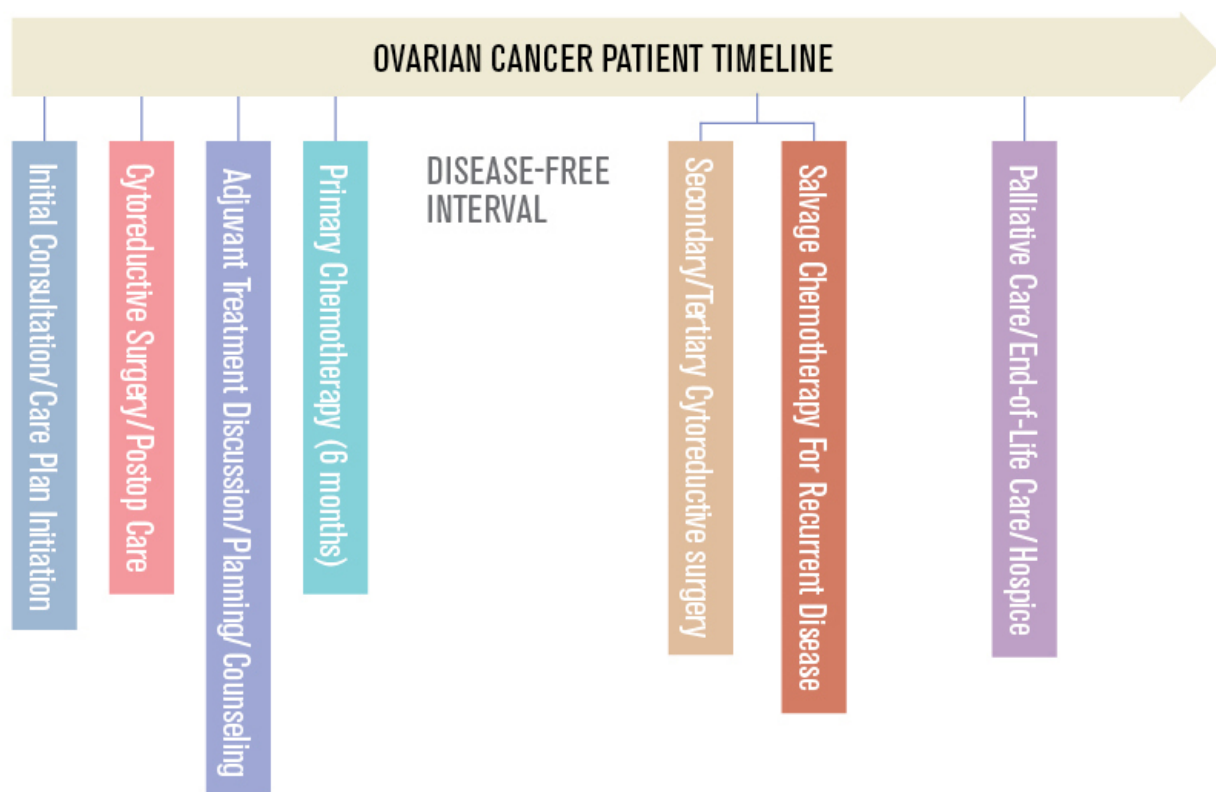 OVARIAN CANCER PATIENT TIMELINE
Initial Consultation/Care Plan Initiation
Cytoreductive Surgery/Postop Care
Adjuvant Treatment Discussion/Planning/Counseling
Primary Chemotherapy (6 months)
DISEASE-FREE
INTERVAL
Secondary/Tertiary Cytoreductive surgery
Salvage Chemotherapy For Recurrent Disease
Palliative Care/End-of-Life Care/Hospice